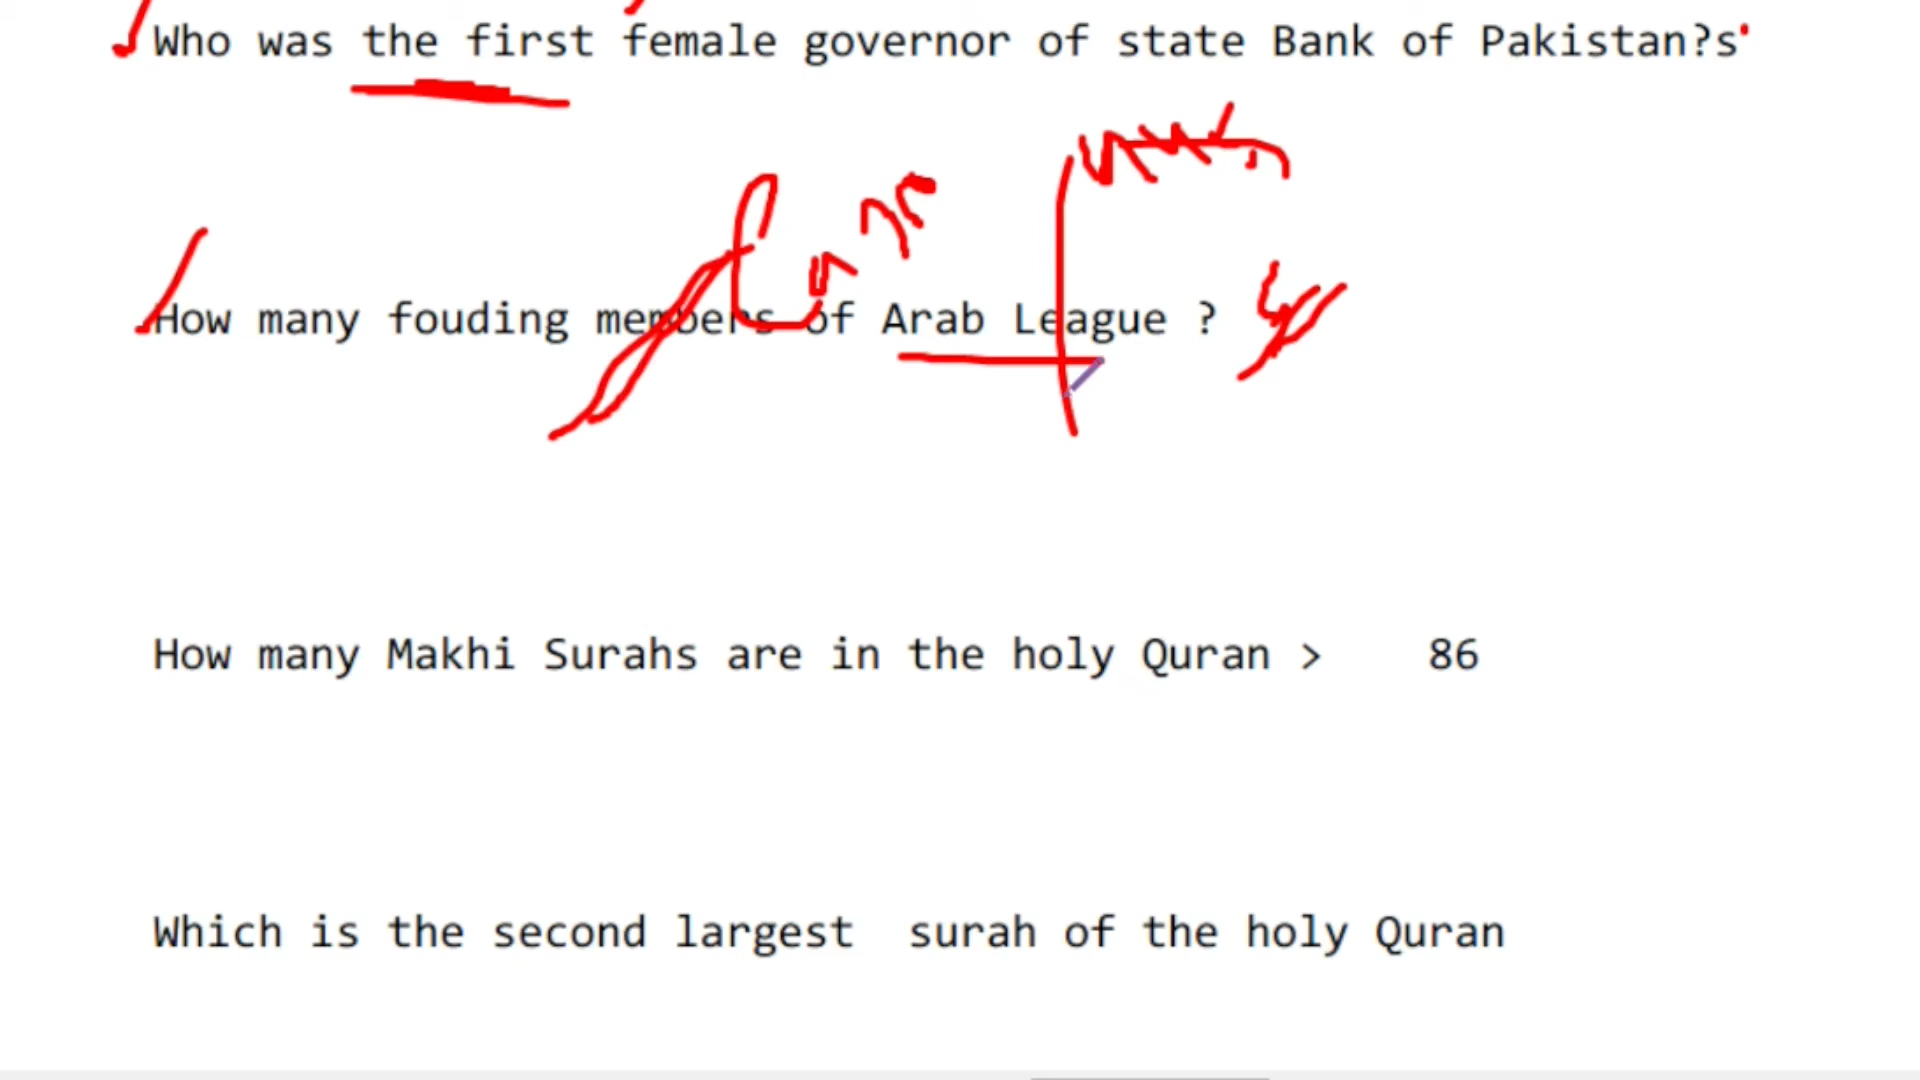 Who was the first female governor of state Bank of Pakistan?s
How many fouding members of Arab League ?
How many Makhi Surahs are in the holy Quran > 86
Which is the second largest surah of the holy Quran